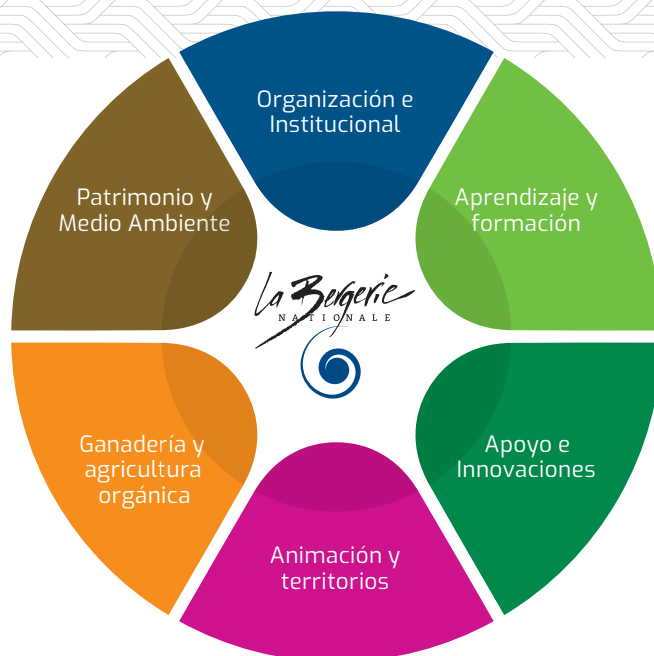 Organización e
Institucional
Patrimonio y
Medio Ambiente
Aprendizaje y
formación
La Bergerie
NATIONALE
Ganadería y
agricultura
orgánica
Apoyo e
Innovaciones
Animación y
territorios